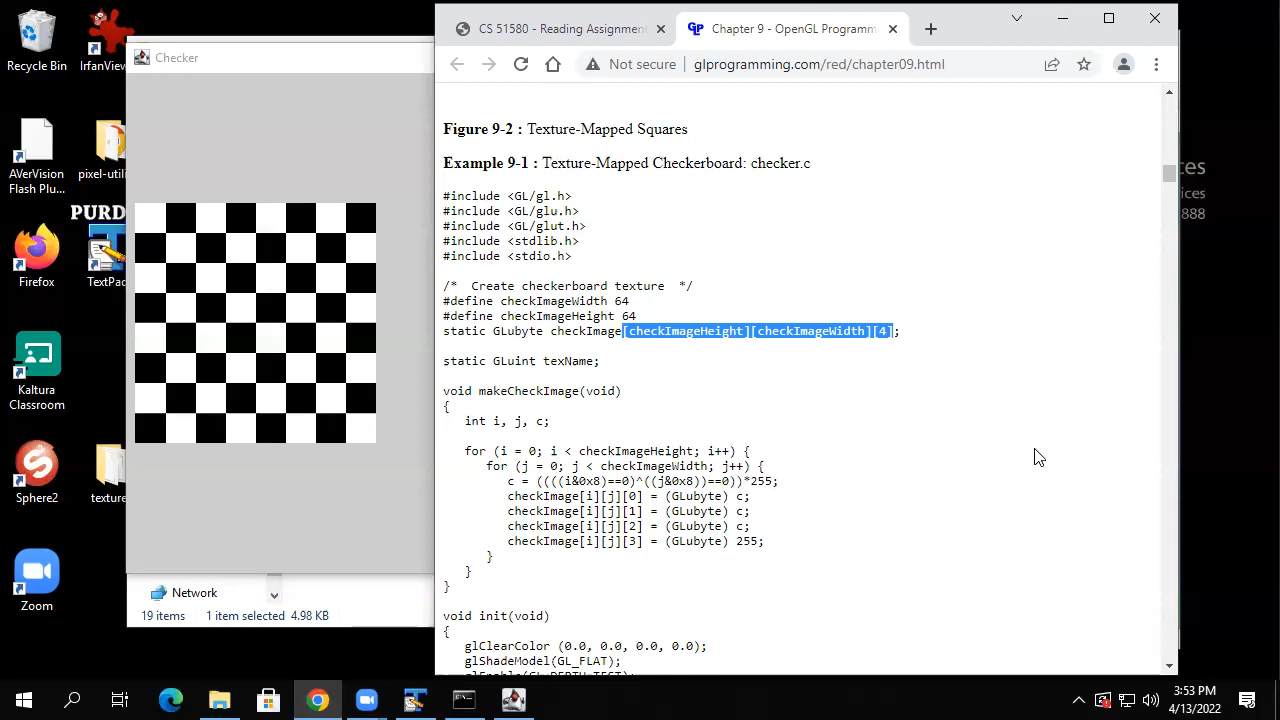 Recycle Bin
IrfanView
AVerVision
Flash Plu...
pixel-utili
PURD
Firefox
TextPad
Kaltura
Classroom
Sphere2
texture
Zoom
Checker
Network
19 items 1 item selected 4.98 KB
CS 51580 - Reading Assignmen
Chapter 9 - OpenGL Programm
Not secure
glprogramming.com/red/chapter09.html
Figure 9-2 : Texture-Mapped Squares
Example 9-1 : Texture-Mapped Checkerboard: checker.c
#include <GL/gl.h>
#include <GL/glu.h>
#include <GL/glut.h>
#include <stdlib.h>
#include <stdio.h>
/*  Create checkerboard texture  */
#define checkImageWidth 64
#define checkImageHeight 64
static GLubyte checkImage[checkImageHeight][checkImageWidth][4];
static GLuint texName;
void makeCheckImage(void)
{
int i, j, c;
for (i = 0; i < checkImageHeight; i++) {
for (j = 0; j < checkImageWidth; j++) {
c = ((((i&0x8)==0)^((j&0x8))==0))*255;
checkImage[i][j][0] = (GLubyte) c;
checkImage[i][j][1] = (GLubyte) c;
checkImage[i][j][2] = (GLubyte) c;
checkImage[i][j][3] = (GLubyte) 255;
}
}
}
void init(void)
{
glClearColor (0.0, 0.0, 0.0, 0.0);
glShadeModel(GL_FLAT);
ces
vices
888
3:53 PM
4/13/2022